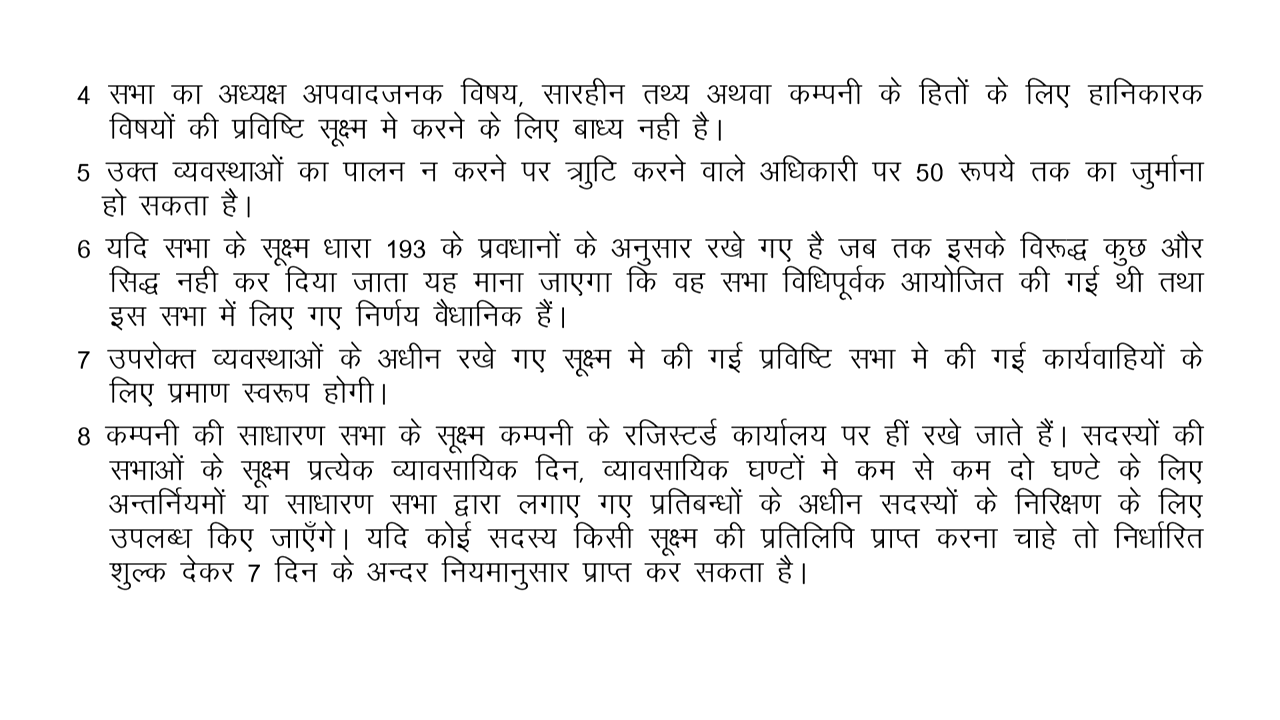 4 सभा का अध्यक्ष अपवादजनक विषय, सारहीन तथ्य अथवा कम्पनी के हितों के लिए हानिकारक
विषयों की प्रविष्टि सूक्ष्म मे करने के लिए बाध्य नही है।
5 उक्त व्यवस्थाओं का पालन न करने पर त्राुटि करने वाले अधिकारी पर 50 रूपये तक का जुर्माना
हो सकता है।
6 यदि सभा के सूक्ष्म धारा 193 के प्रवधानों के अनुसार रखे गए है जब तक इसके विरूद्ध कुछ और
सिद्ध नही कर दिया जाता यह माना जाएगा कि वह सभा विधिपूर्वक आयोजित की गई थी तथा
इस सभा में लिए गए निर्णय वैधानिक हैं।
7 उपरोक्त व्यवस्थाओं के अधीन रखे गए सूक्ष्म मे की गई प्रविष्टि सभा मे की गई कार्यवाहियों के
लिए प्रमाण स्वरूप होगी।
8 कम्पनी की साधारण सभा के सूक्ष्म कम्पनी के रजिस्टर्ड कार्यालय पर हीं रखे जाते हैं। सदस्यों की
सभाओं के सूक्ष्म प्रत्येक व्यावसायिक दिन, व्यावसायिक घण्टों मे कम से कम दो घण्टे के लिए
अन्तर्नियमों या साधारण सभा द्वारा लगाए गए प्रतिबन्धों के अधीन सदस्यों के निरिक्षण के लिए
उपलब्ध किए जाएँगे। यदि कोई सदस्य किसी सूक्ष्म की प्रतिलिपि प्राप्त करना चाहे तो निर्धारित
शुल्क देकर 7 दिन के अन्दर नियमानुसार प्राप्त कर सकता है।